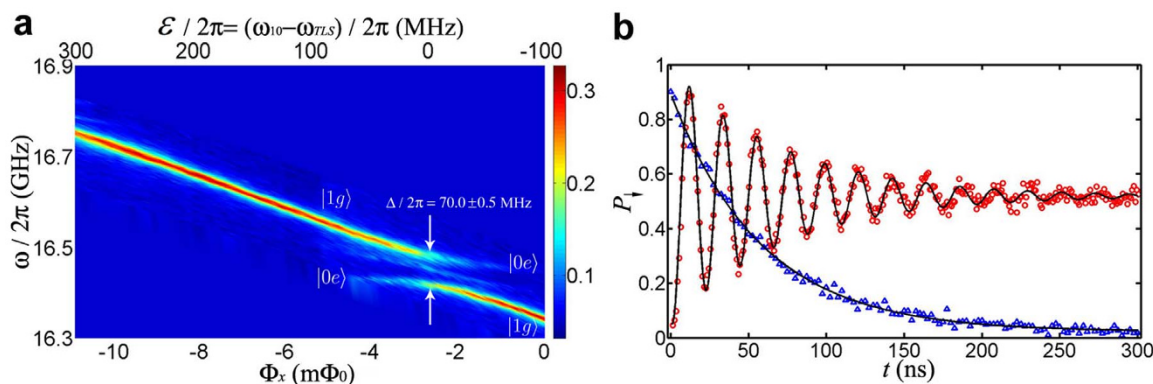 a
ε / 2π = (ω₁₀–ω_TLS) / 2π (MHz)
300 200 100 0 -100
16.9
16.7
16.5
16.3
ω / 2π (GHz)
|1g⟩
Δ / 2π = 70.0 ±0.5 MHz
|0e⟩
|0e⟩
|1g⟩
-10 -8 -6 -4 -2 0
Φₓ (mΦ₀)
0.3
0.2
0.1
b
1
0.8
0.6
0.4
0.2
0
P↓
0 50 100 150 200 250 300
t (ns)